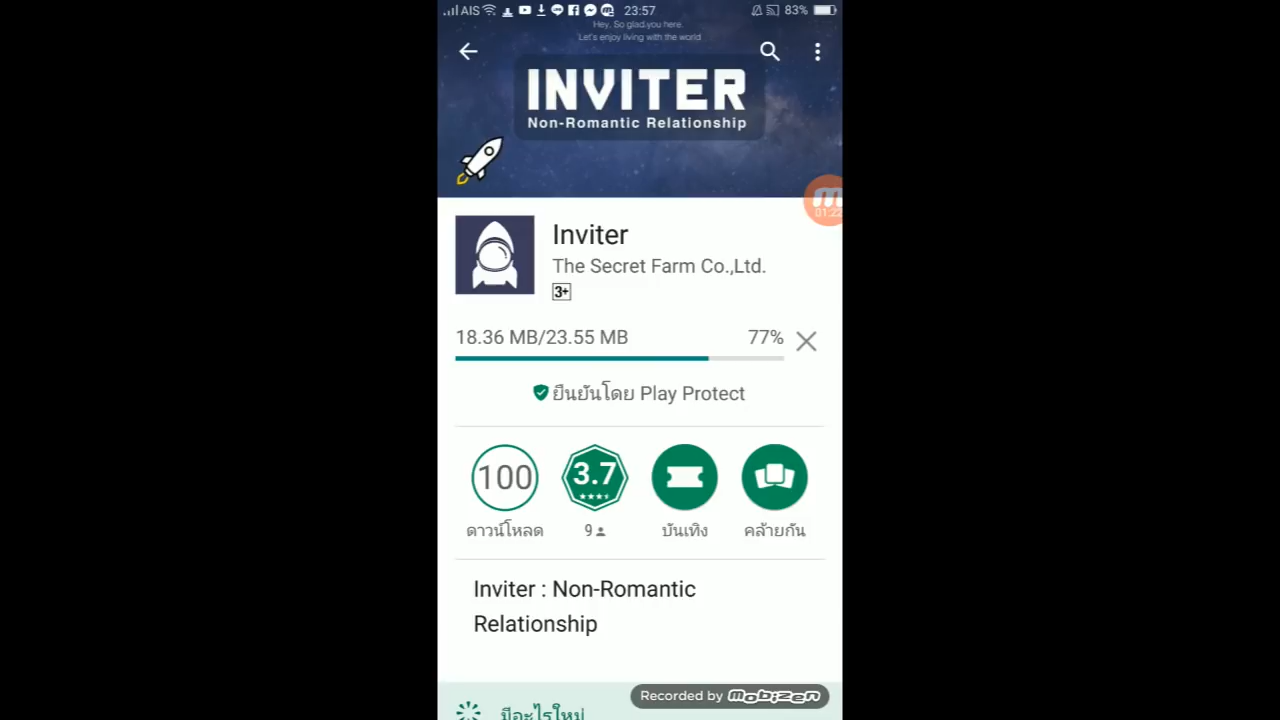 AIS 23:57 83%
Hey, So glad you here.
Let's enjoy living with the world
INVITER
Non-Romantic Relationship
01:22
Inviter
The Secret Farm Co.,Ltd.
3+
18.36 MB/23.55 MB 77%
ยืนยันโดย Play Protect
100 3.7
ดาวน์โหลด 9 บันเทิง คล้ายกัน
Inviter : Non-Romantic
Relationship
Recorded by mobizen
มีอะไรใหม่